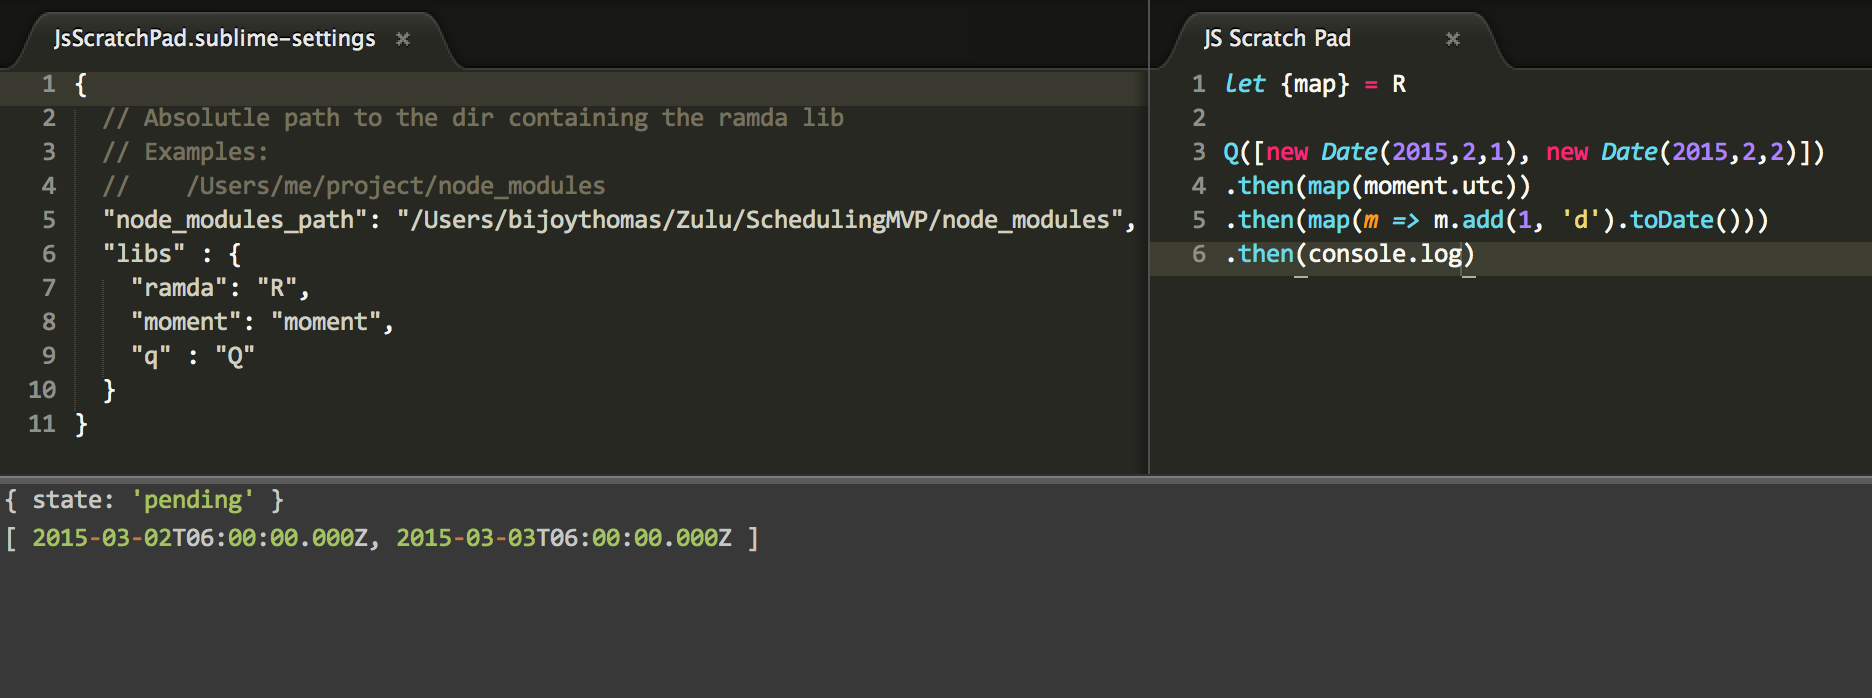 JsScratchPad.sublime-settings ×
1 {
2 // Absolutle path to the dir containing the ramda lib
3 // Examples:
4 //    /Users/me/project/node_modules
5 "node_modules_path": "/Users/bijoythomas/Zulu/SchedulingMVP/node_modules",
6 "libs" : {
7 "ramda": "R",
8 "moment": "moment",
9 "q" : "Q"
10 }
11 }
JS Scratch Pad ×
1 let {map} = R
2
3 Q([new Date(2015,2,1), new Date(2015,2,2)])
4 .then(map(moment.utc))
5 .then(map(m => m.add(1, 'd').toDate()))
6 .then(console.log)
{ state: 'pending' }
[ 2015-03-02T06:00:00.000Z, 2015-03-03T06:00:00.000Z ]